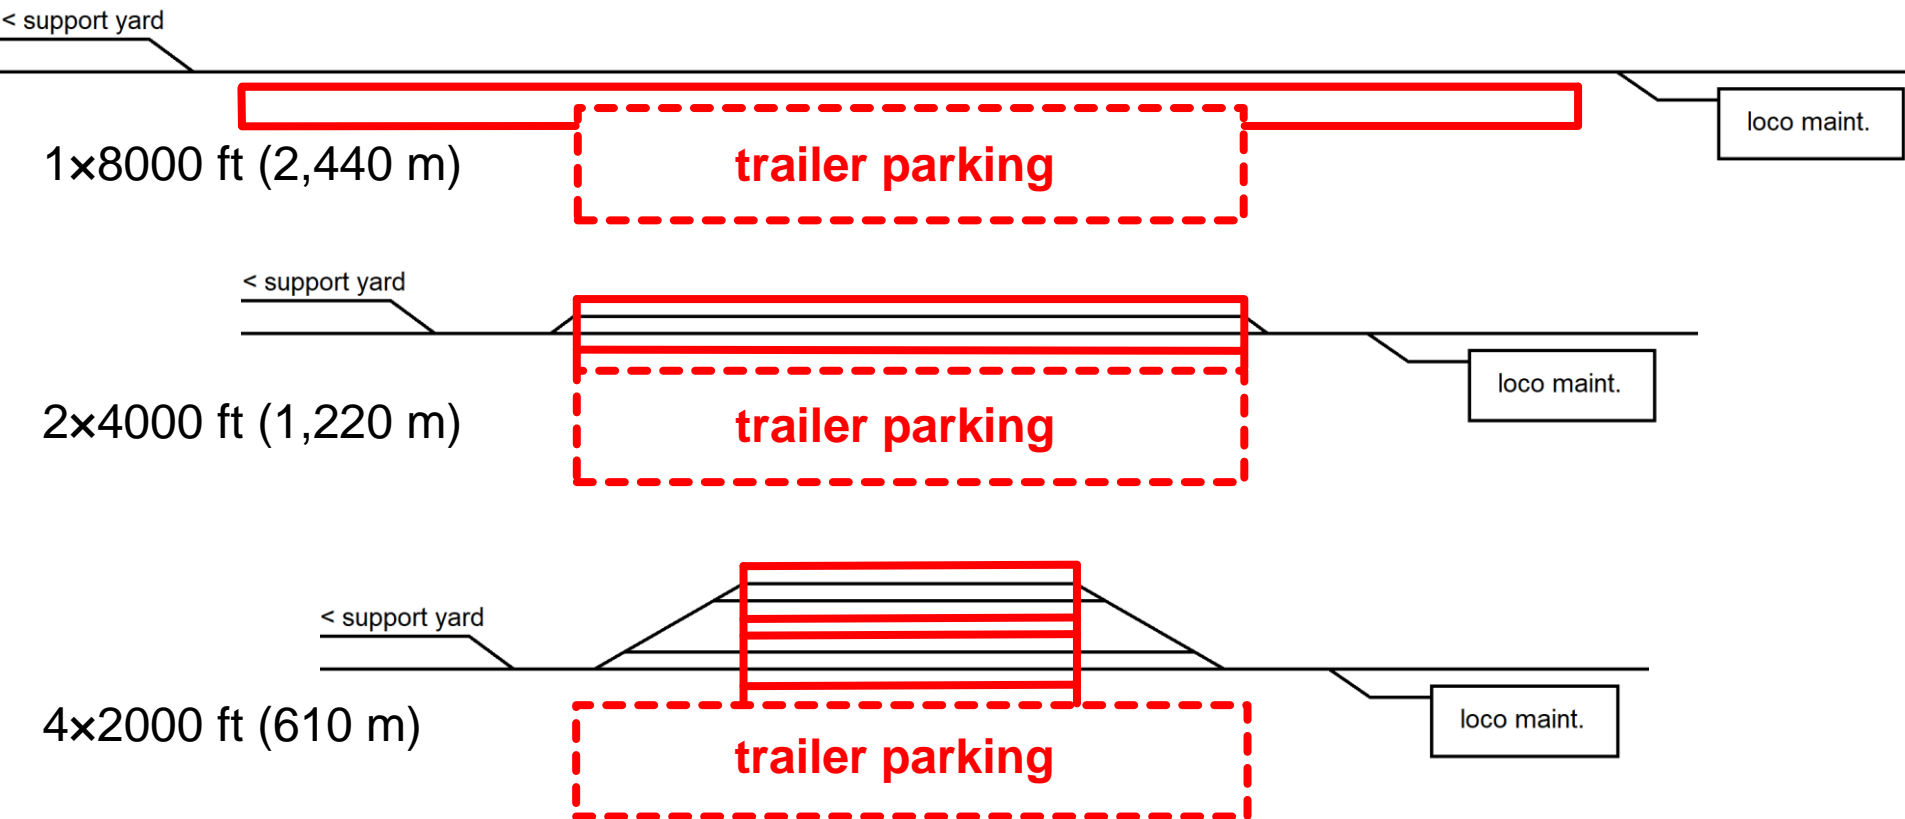 < support yard
loco maint.
1×8000 ft (2,440 m)
trailer parking
< support yard
loco maint.
2×4000 ft (1,220 m)
trailer parking
< support yard
loco maint.
4×2000 ft (610 m)
trailer parking